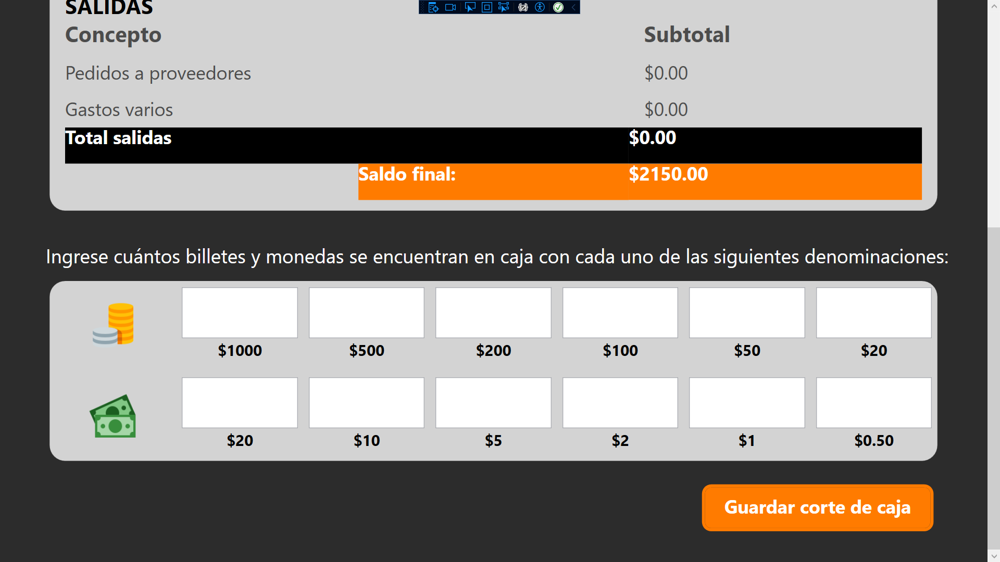 SALIDAS
Concepto Subtotal
Pedidos a proveedores $0.00
Gastos varios $0.00
Total salidas $0.00
Saldo final: $2150.00
Ingrese cuántos billetes y monedas se encuentran en caja con cada uno de las siguientes denominaciones:
$1000 $500 $200 $100 $50 $20
$20 $10 $5 $2 $1 $0.50
Guardar corte de caja